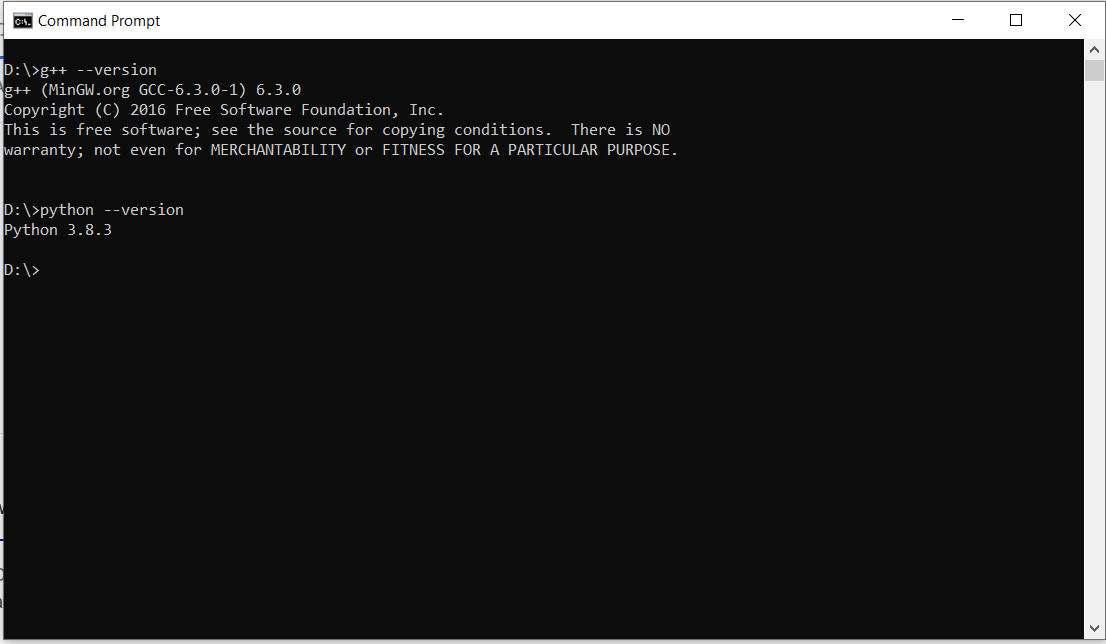 Command Prompt
D:\>g++ --version
g++ (MinGW.org GCC-6.3.0-1) 6.3.0
Copyright (C) 2016 Free Software Foundation, Inc.
This is free software; see the source for copying conditions.  There is NO
warranty; not even for MERCHANTABILITY or FITNESS FOR A PARTICULAR PURPOSE.
D:\>python --version
Python 3.8.3
D:\>